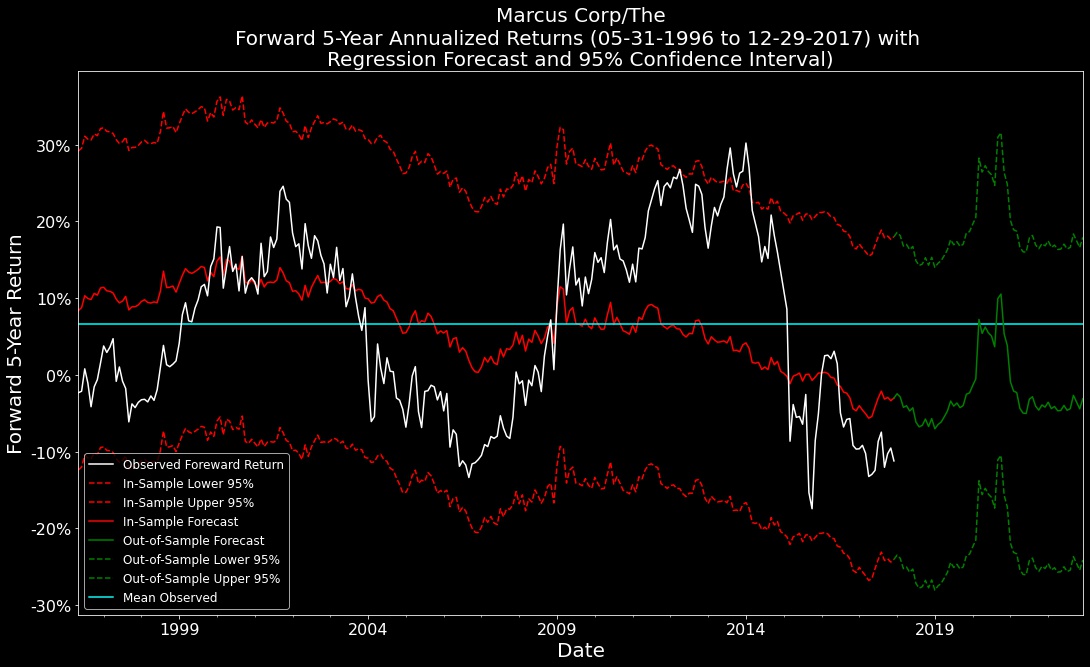 Marcus Corp/The
Forward 5-Year Annualized Returns (05-31-1996 to 12-29-2017) with
Regression Forecast and 95% Confidence Interval)
Forward 5-Year Return
30%
20%
10%
0%
-10%
-20%
-30%
Observed Foreward Return
In-Sample Lower 95%
In-Sample Upper 95%
In-Sample Forecast
Out-of-Sample Forecast
Out-of-Sample Lower 95%
Out-of-Sample Upper 95%
Mean Observed
1999
2004
2009
2014
2019
Date